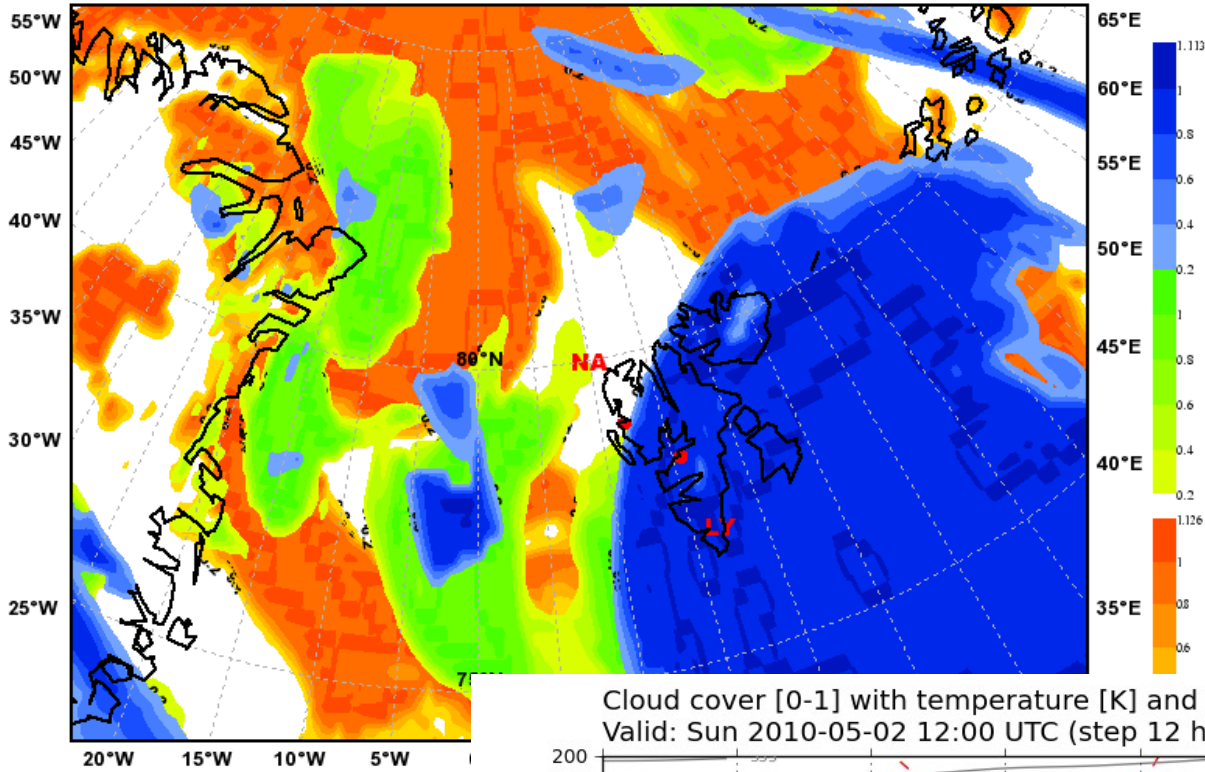 55°W
50°W
45°W
40°W
35°W
30°W
25°W
20°W
15°W
10°W
5°W
65°E
60°E
55°E
50°E
45°E
40°E
35°E
80°N
NA
LY
1.113
1
0.8
0.6
0.4
0.2
1
0.8
0.6
0.4
0.2
1.126
1
0.8
0.6
Cloud cover [0-1] with temperature [K] and
Valid: Sun 2010-05-02 12:00 UTC (step 12 h
200